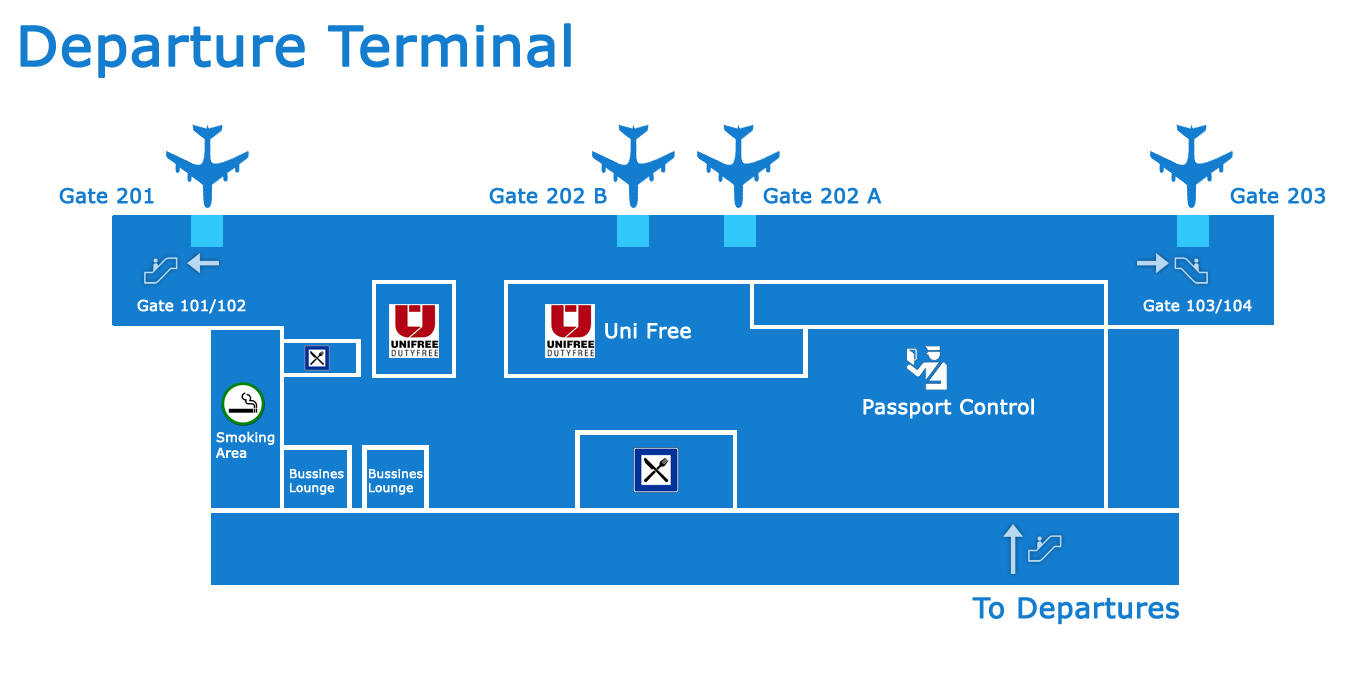 Departure Terminal
Gate 201
Gate 202 B
Gate 202 A
Gate 203
Gate 101/102
Gate 103/104
UNIFREE
DUTYFREE
UNIFREE
DUTYFREE
Uni Free
Passport Control
Smoking
Area
Bussines
Lounge
Bussines
Lounge
To Departures